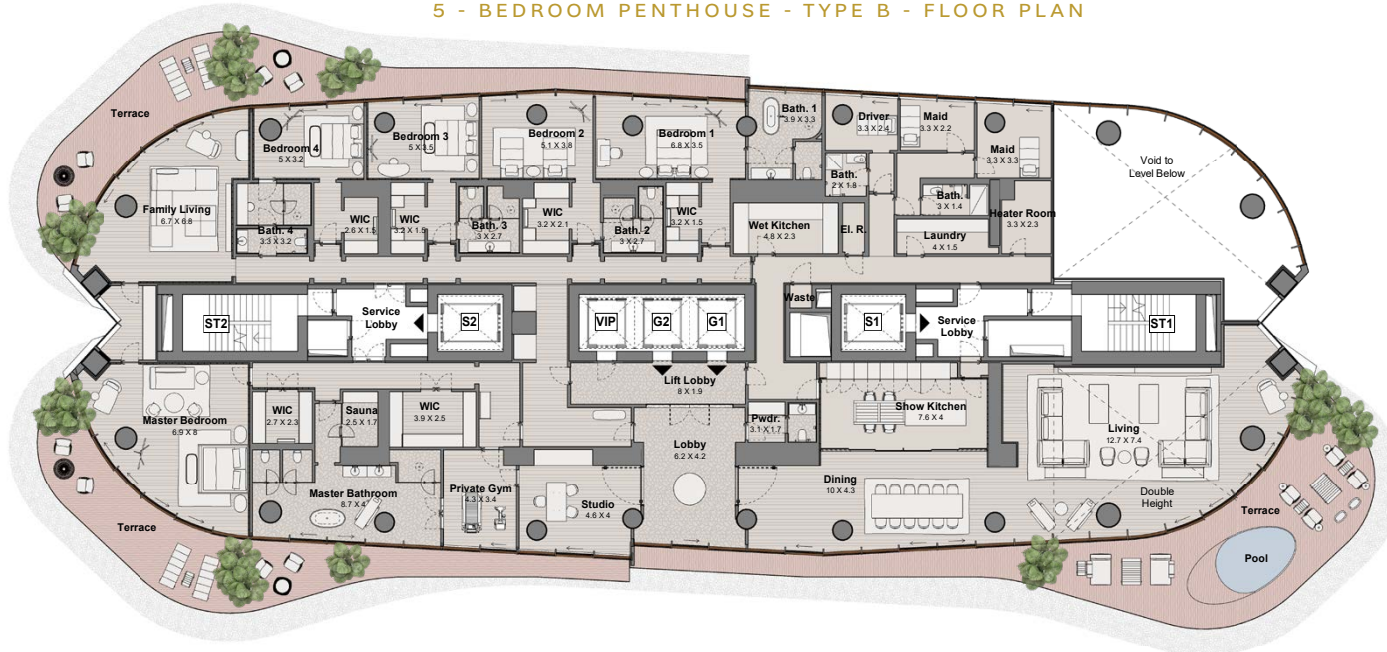 5 - BEDROOM PENTHOUSE - TYPE B - FLOOR PLAN
Terrace
Bedroom 4
5 X 3.2
Bedroom 3
5 X 3.5
Bedroom 2
5.1 X 3.8
Bedroom 1
6.8 X 3.5
Bath. 1
3.9 X 3.3
Driver
3.3 X 2.4
Maid
3.3 X 2.2
Maid
3.3 X 3.3
Void to
Level Below
Family Living
6.7 X 6.8
Bath. 4
3.3 X 3.2
WIC
2.6 X 1.5
WIC
3.2 X 1.5
Bath. 3
3 X 2.7
WIC
3.2 X 2.1
Bath. 2
3 X 2.7
WIC
3.2 X 1.5
Wet Kitchen
4.8 X 2.3
El. R.
Bath.
2 X 1.8
Bath.
3 X 1.4
Laundry
4 X 1.5
Heater Room
3.3 X 2.3
ST2
Service
Lobby
S2
VIP
G2
G1
Waste
S1
Service
Lobby
ST1
Lift Lobby
8 X 1.9
Master Bedroom
6.9 X 8
WIC
2.7 X 2.3
Sauna
2.5 X 1.7
WIC
3.9 X 2.5
Lobby
6.2 X 4.2
Pwdr.
3.1 X 1.7
Show Kitchen
7.6 X 4
Living
12.7 X 7.4
Master Bathroom
8.7 X
Private Gym
4.3 X 3.4
Studio
4.6 X 4
Dining
10 X 4.3
Double
Height
Terrace
Terrace
Pool